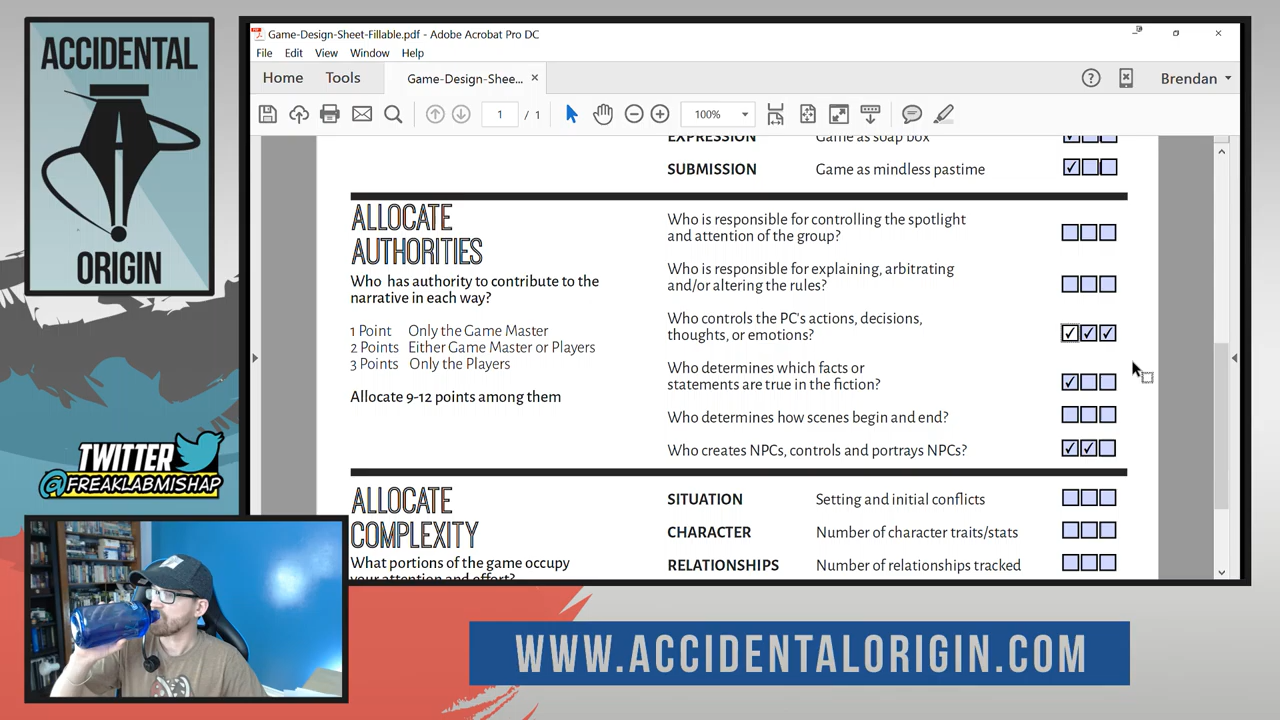 ACCIDENTAL
ORIGIN
TWITTER
@FREAKLABMISHAP
Game-Design-Sheet-Fillable.pdf - Adobe Acrobat Pro DC
File Edit View Window Help
Home Tools Game-Design-Shee... ×
Brendan
1 / 1 100%
EXPRESSION Game as soap box
SUBMISSION Game as mindless pastime
ALLOCATE
AUTHORITIES
Who has authority to contribute to the
narrative in each way?
1 Point Only the Game Master
2 Points Either Game Master or Players
3 Points Only the Players
Allocate 9-12 points among them
Who is responsible for controlling the spotlight
and attention of the group?
Who is responsible for explaining, arbitrating
and/or altering the rules?
Who controls the PC's actions, decisions,
thoughts, or emotions?
Who determines which facts or
statements are true in the fiction?
Who determines how scenes begin and end?
Who creates NPCs, controls and portrays NPCs?
ALLOCATE
COMPLEXITY
What portions of the game occupy
your attention and effort?
SITUATION Setting and initial conflicts
CHARACTER Number of character traits/stats
RELATIONSHIPS Number of relationships tracked
WWW.ACCIDENTALORIGIN.COM